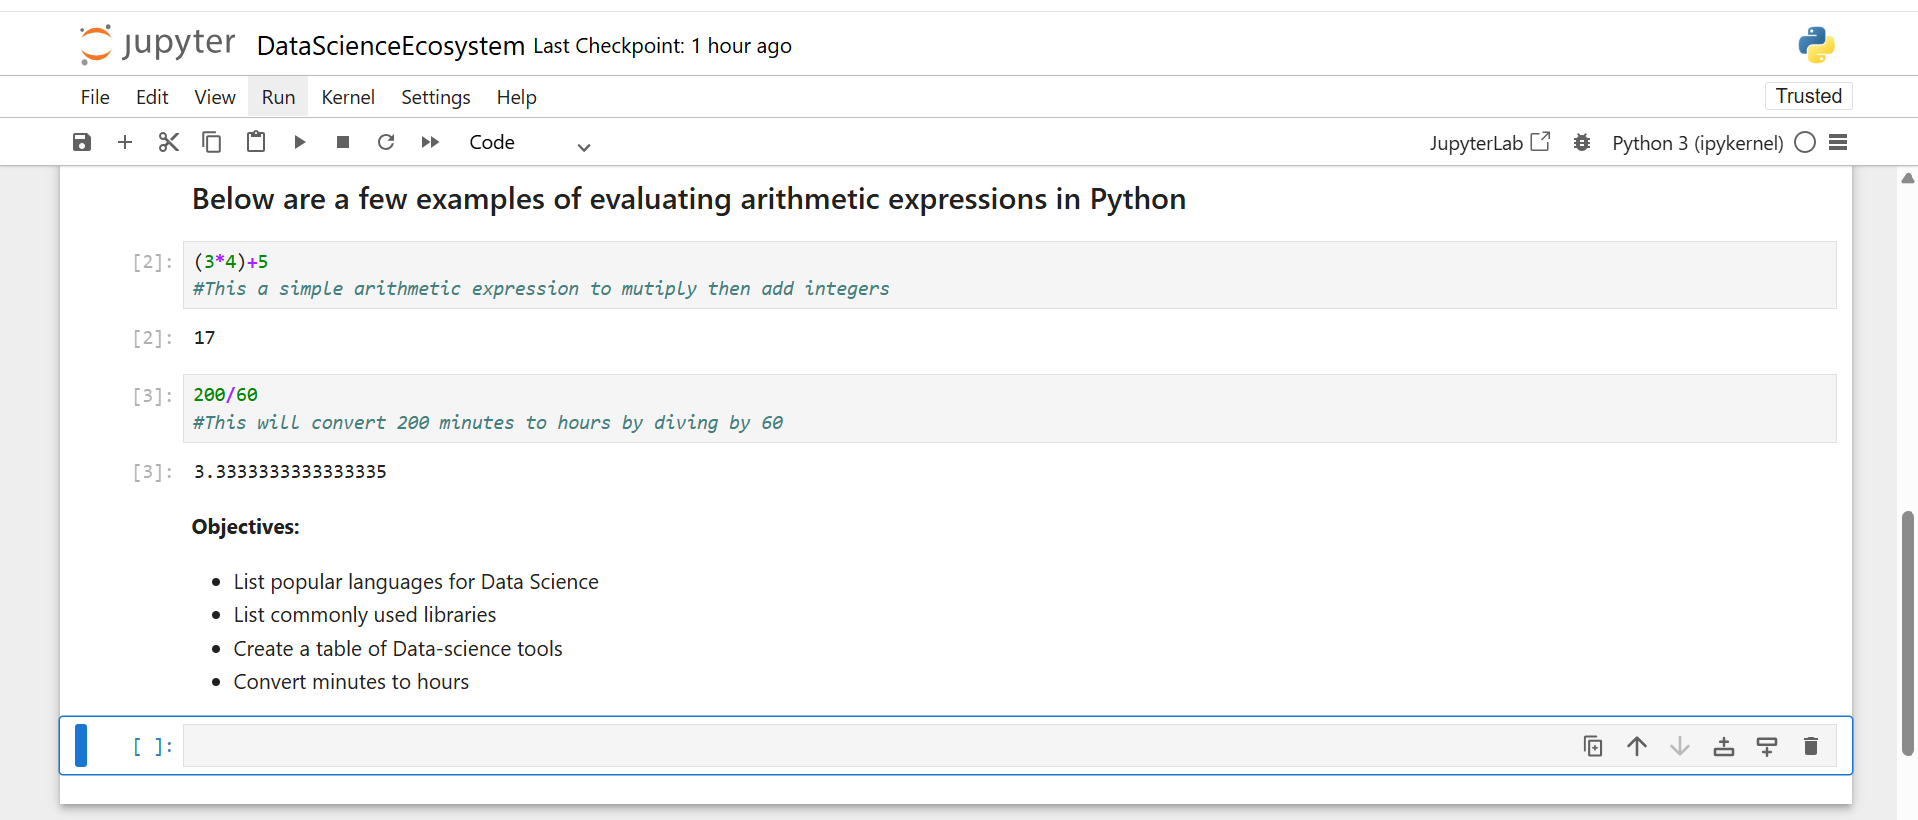 jupyter DataScienceEcosystem Last Checkpoint: 1 hour ago
File Edit View Run Kernel Settings Help Trusted
Code JupyterLab Python 3 (ipykernel)
Below are a few examples of evaluating arithmetic expressions in Python
[2]: (3*4)+5
#This a simple arithmetic expression to mutiply then add integers
[2]: 17
[3]: 200/60
#This will convert 200 minutes to hours by diving by 60
[3]: 3.3333333333333335
Objectives:
• List popular languages for Data Science
• List commonly used libraries
• Create a table of Data-science tools
• Convert minutes to hours
[ ]: